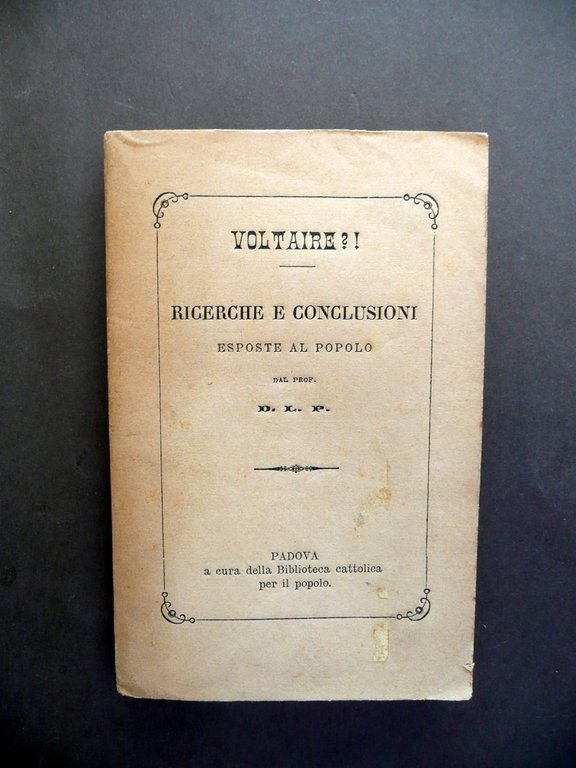 VOLTAIRE?!
RICERCHE E CONCLUSIONI
ESPOSTE AL POPOLO
DAL PROF.
D. L. P.
PADOVA
a cura della Biblioteca cattolica
per il popolo.